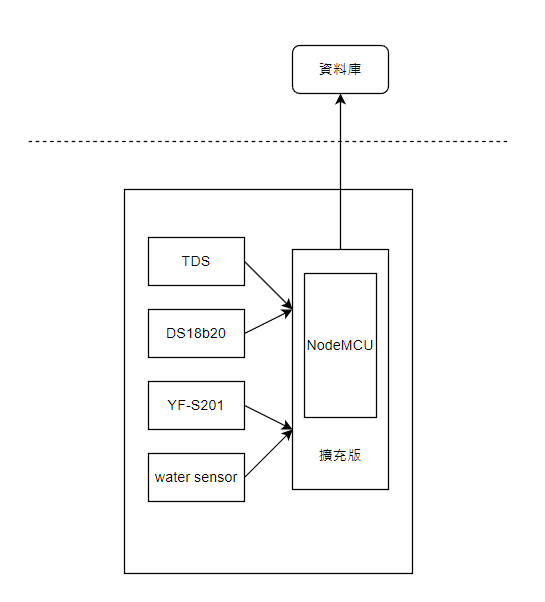 資料庫
TDS
DS18b20
NodeMCU
YF-S201
擴充版
water sensor